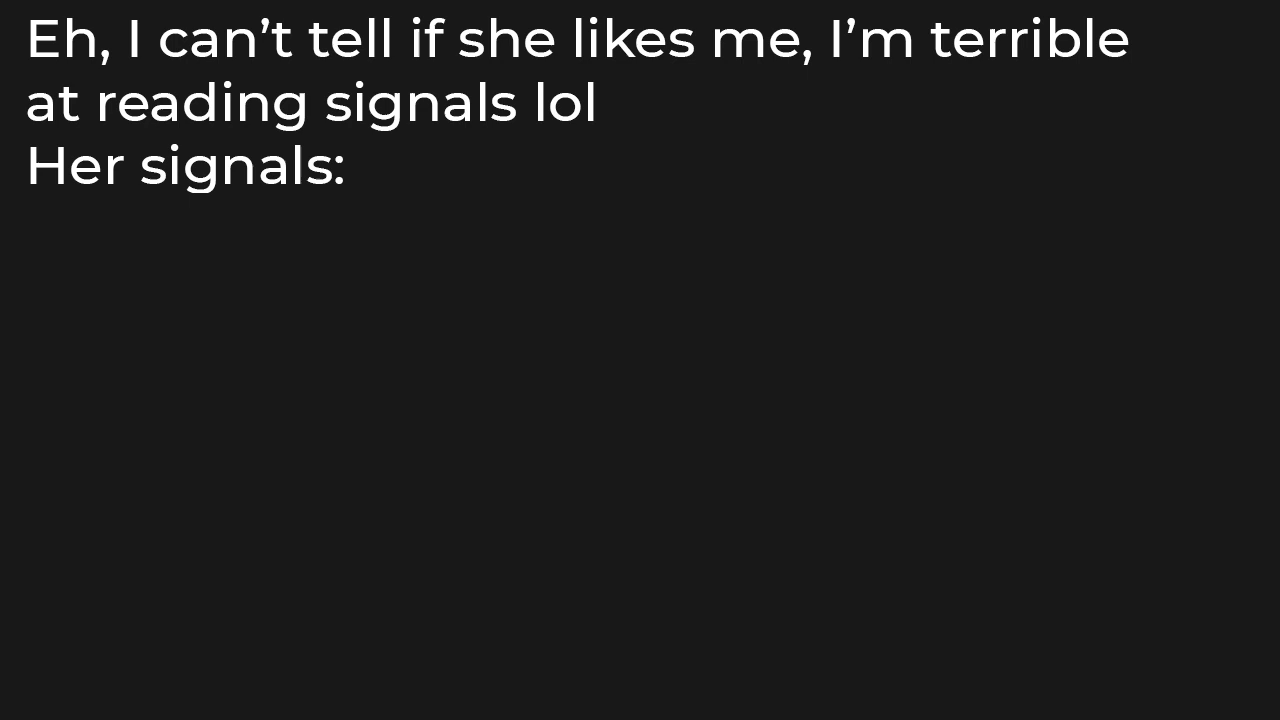 Eh, I can’t tell if she likes me, I’m terrible
at reading signals lol
Her signals: